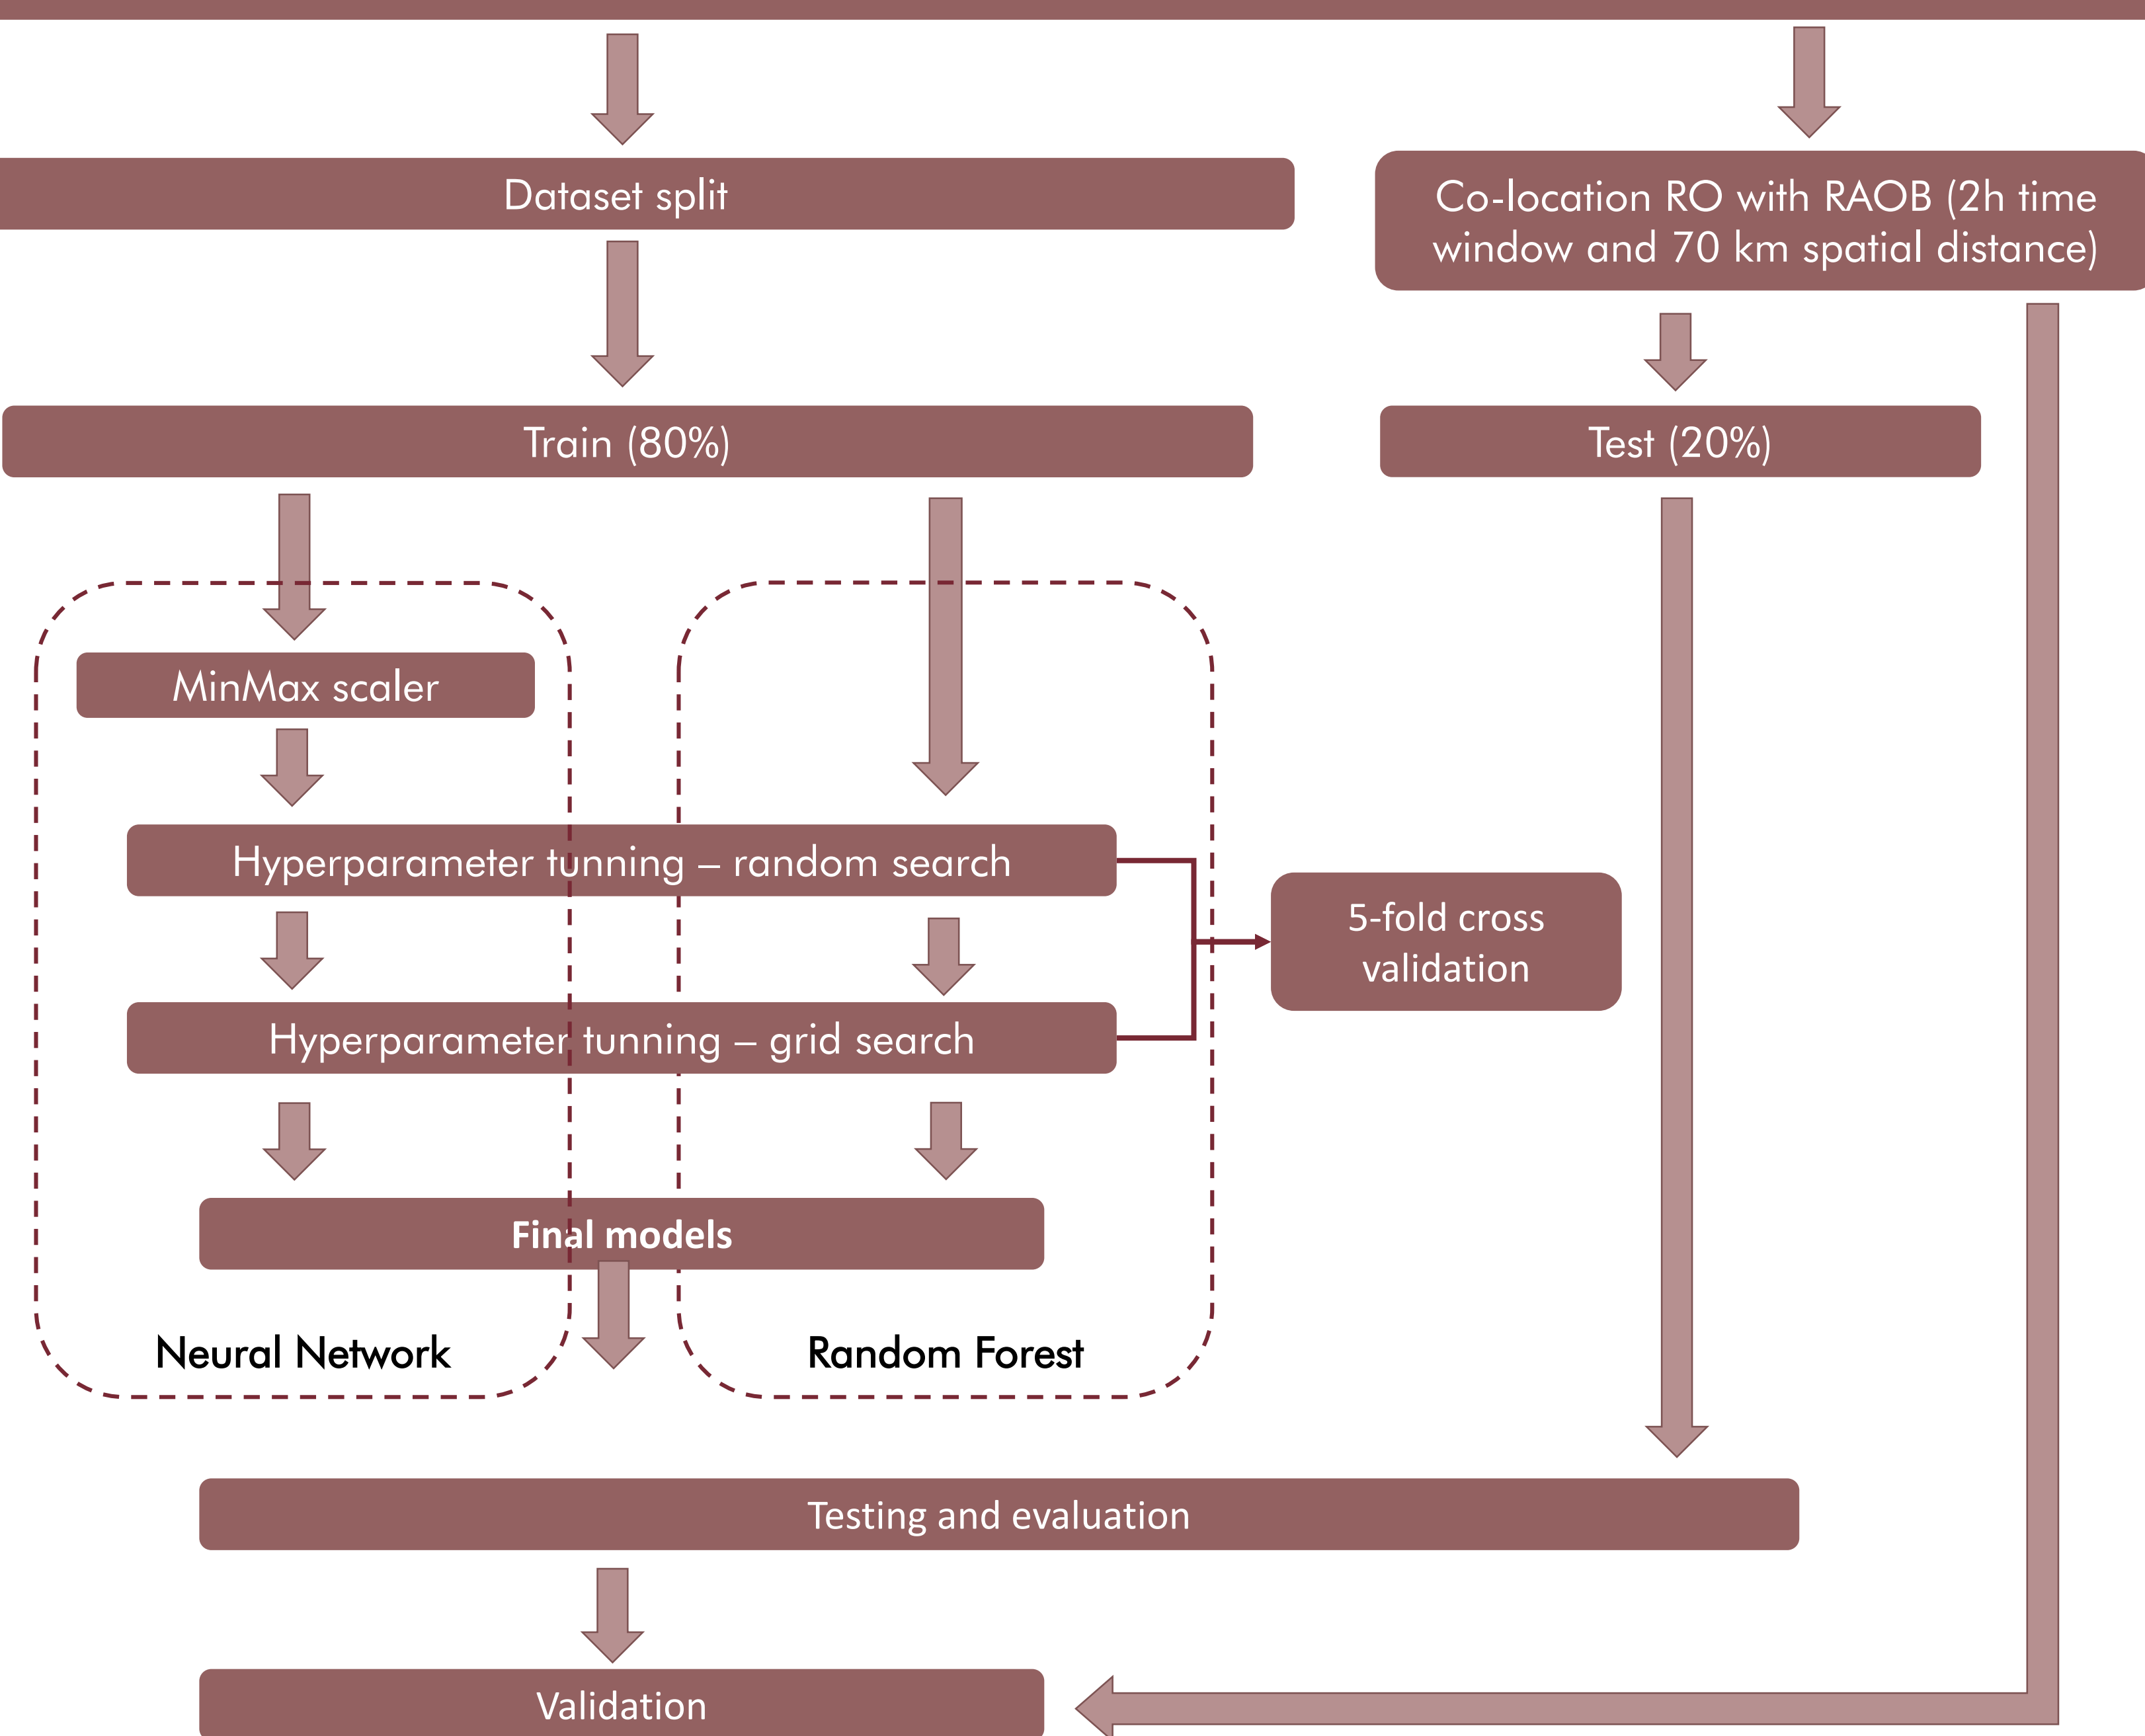 Dataset split
Co-location RO with RAOB (2h time
window and 70 km spatial distance)
Train (80%)
Test (20%)
MinMax scaler
Hyperparameter tunning – random search
5-fold cross
validation
Hyperparameter tunning – grid search
Final models
Neural Network
Random Forest
Testing and evaluation
Validation